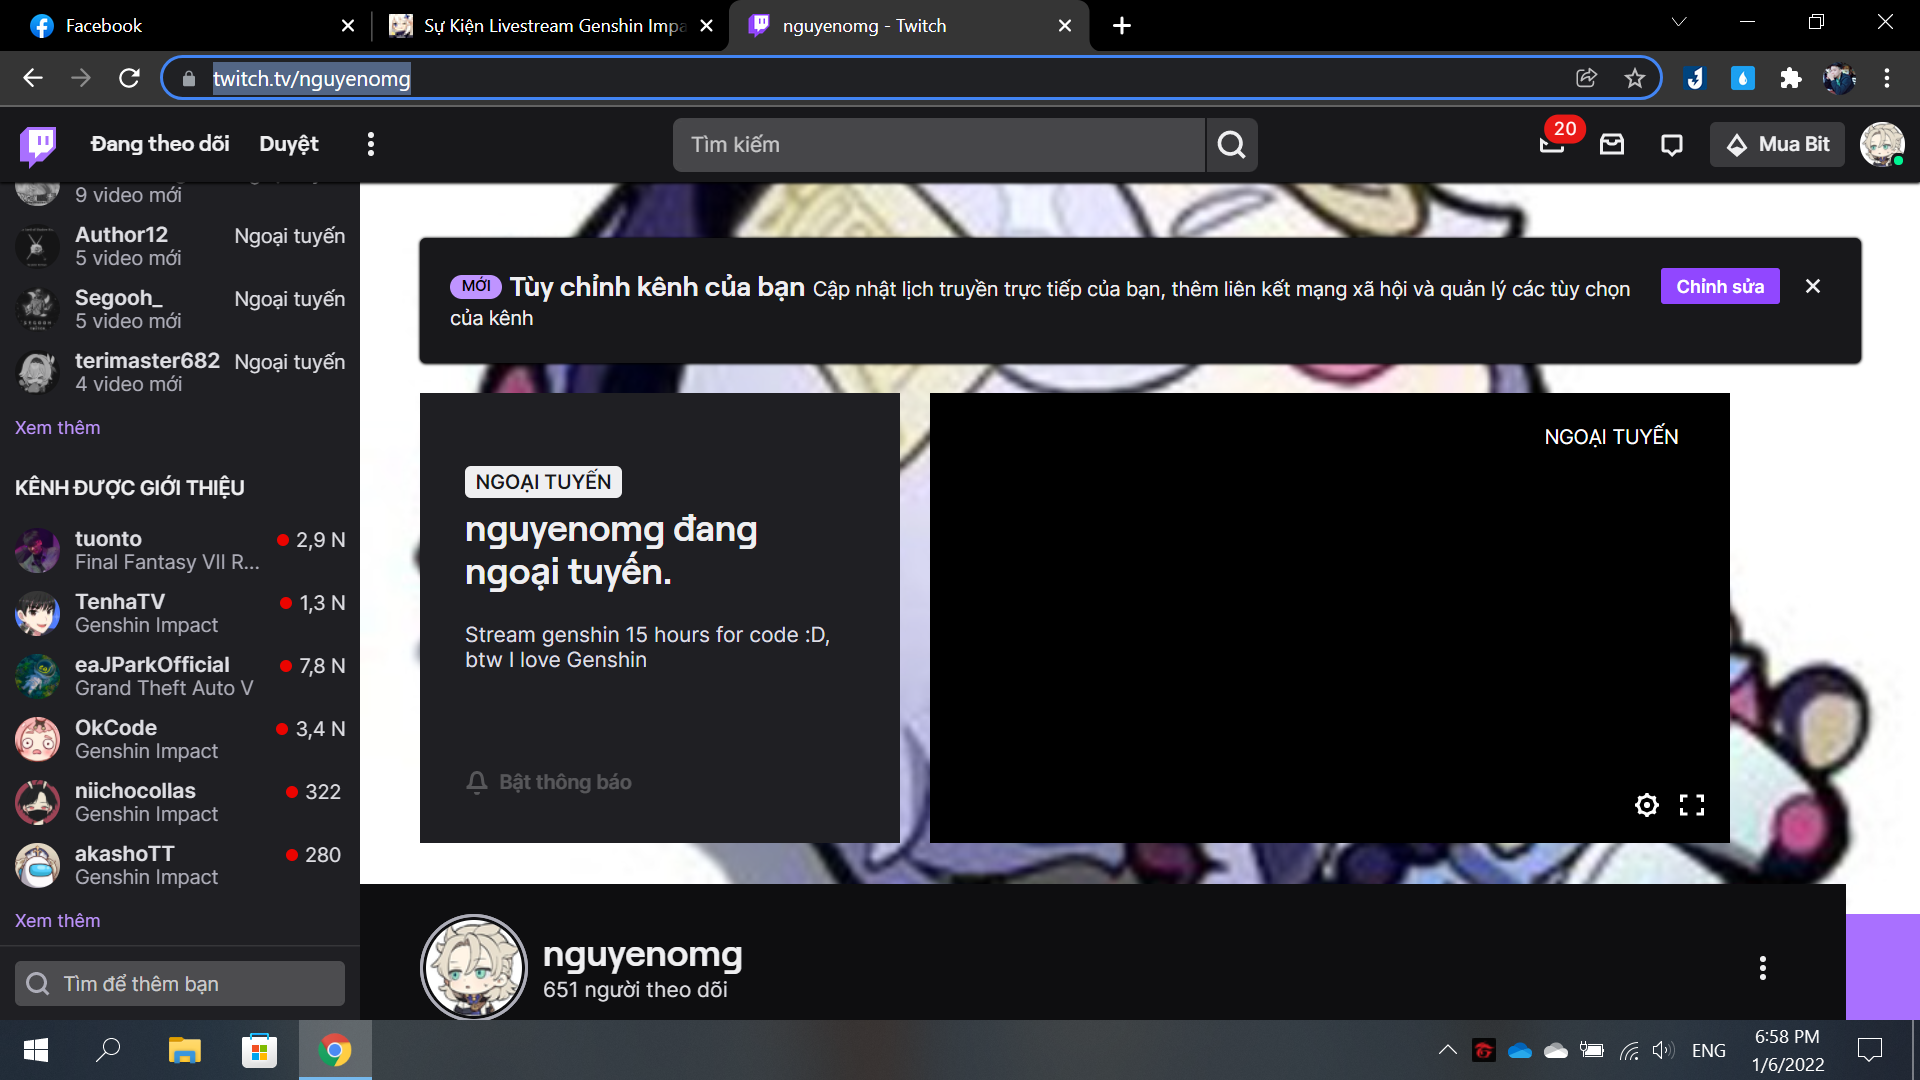 Facebook
Sự Kiện Livestream Genshin Impa
nguyenomg - Twitch
twitch.tv/nguyenomg
Đang theo dõi
Duyệt
Tìm kiếm
20
Mua Bit
9 video mới
Author12
Ngoại tuyến
5 video mới
Segooh_
Ngoại tuyến
5 video mới
terimaster682
Ngoại tuyến
4 video mới
Xem thêm
KÊNH ĐƯỢC GIỚI THIỆU
tuonto
2,9 N
Final Fantasy VII R...
TenhaTV
1,3 N
Genshin Impact
eaJParkOfficial
7,8 N
Grand Theft Auto V
OkCode
3,4 N
Genshin Impact
niichocollas
322
Genshin Impact
akashoTT
280
Genshin Impact
Xem thêm
Tìm để thêm bạn
MỚI Tùy chỉnh kênh của bạn Cập nhật lịch truyền trực tiếp của bạn, thêm liên kết mạng xã hội và quản lý các tùy chọn
của kênh
Chỉnh sửa
NGOẠI TUYẾN
nguyenomg đang
ngoại tuyến.
Stream genshin 15 hours for code :D,
btw I love Genshin
Bật thông báo
NGOẠI TUYẾN
nguyenomg
651 người theo dõi
ENG
6:58 PM
1/6/2022